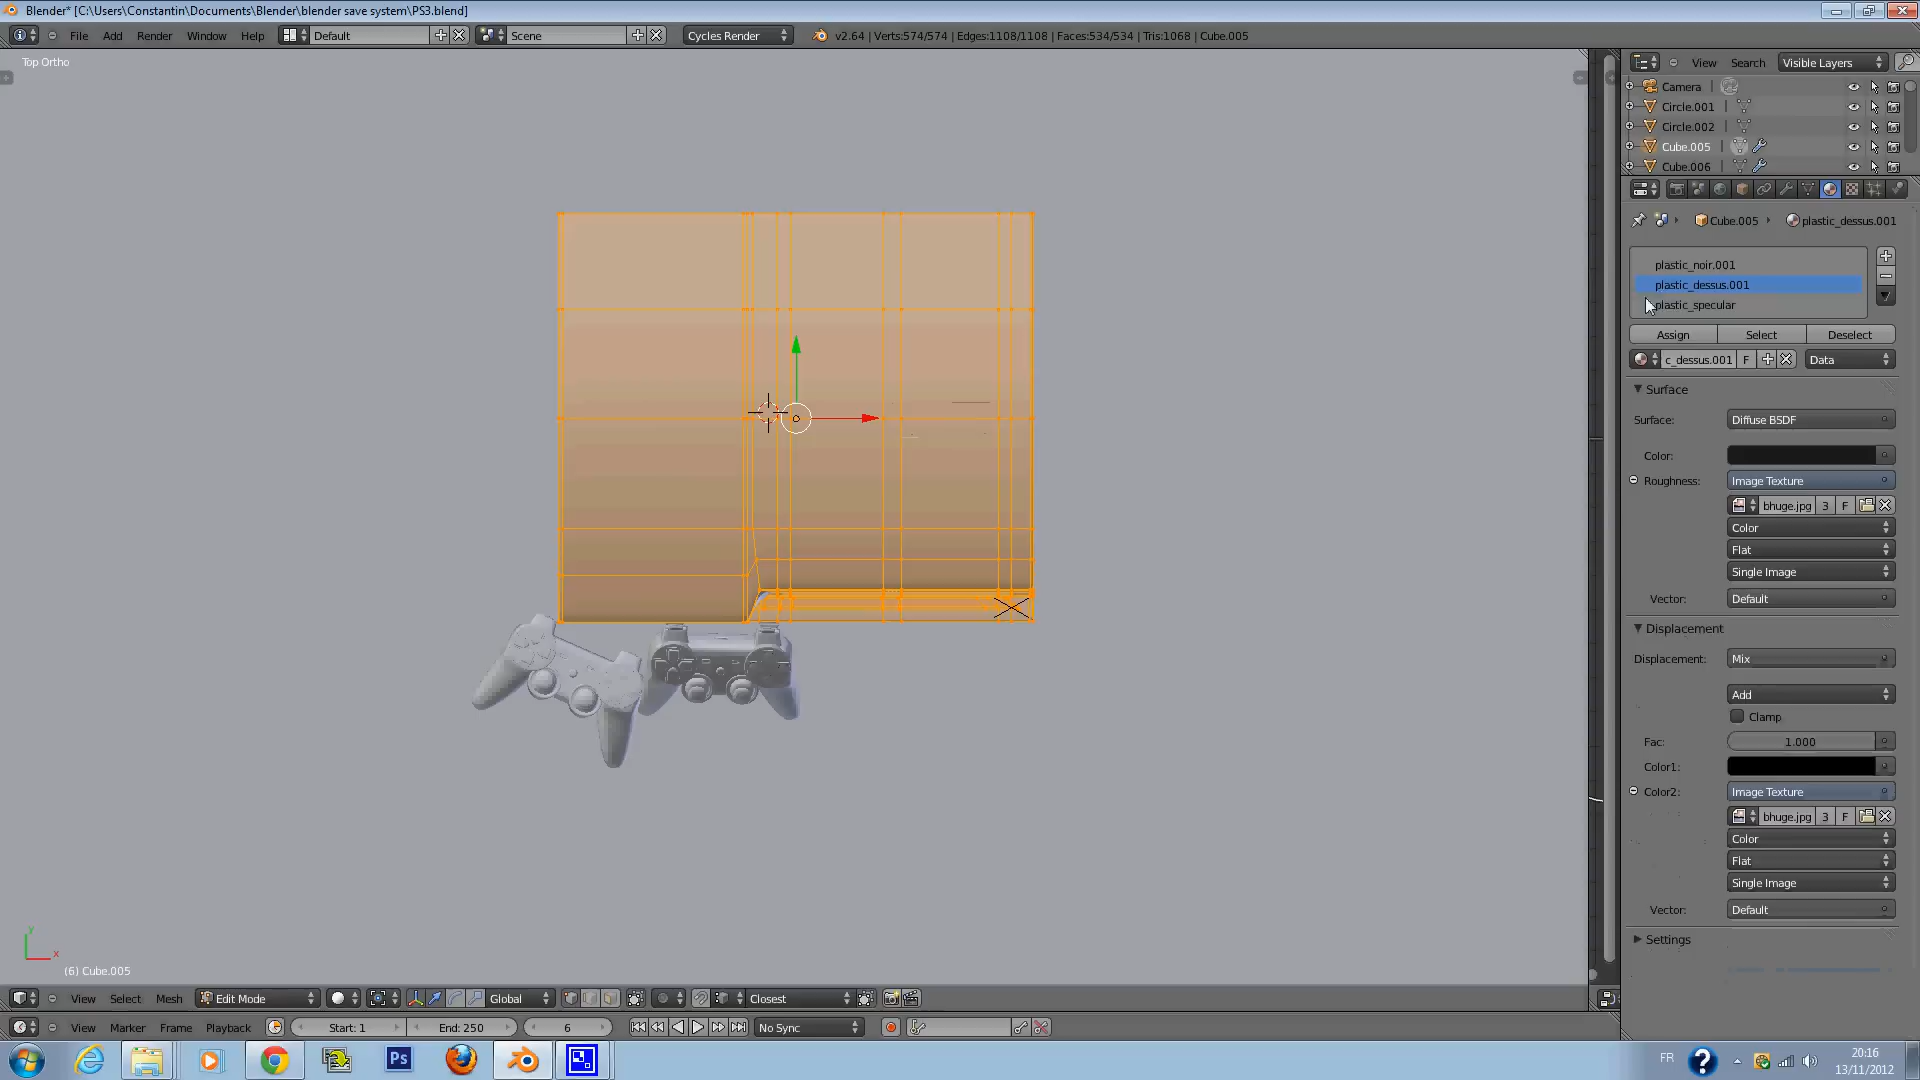 Blender* [C:\Users\Constantin\Documents\Blender\blender save system\PS3.blend]
File Add Render Window Help Default Scene Cycles Render v2.64 | Verts:574/574 | Edges:1108/1108 | Faces:534/534 | Tris:1068 | Cube.005
Top Ortho
View Search Visible Layers
Camera
Circle.001
Circle.002
Cube.005
Cube.006
Cube.005 plastic_dessus.001
plastic_noir.001
plastic_dessus.001
plastic_specular
Assign Select Deselect
c_dessus.001 F Data
Surface
Surface: Diffuse BSDF
Color:
Roughness: Image Texture
bhuge.jpg 3 F
Color
Flat
Single Image
Vector: Default
Displacement
Displacement: Mix
Add
Clamp
Fac: 1.000
Color1:
Color2: Image Texture
bhuge.jpg 3 F
Color
Flat
Single Image
Vector: Default
Settings
y
x
(6) Cube.005
View Select Mesh Edit Mode Global Closest
View Marker Frame Playback Start: 1 End: 250 6 No Sync
Ps
FR
20:16
13/11/2012